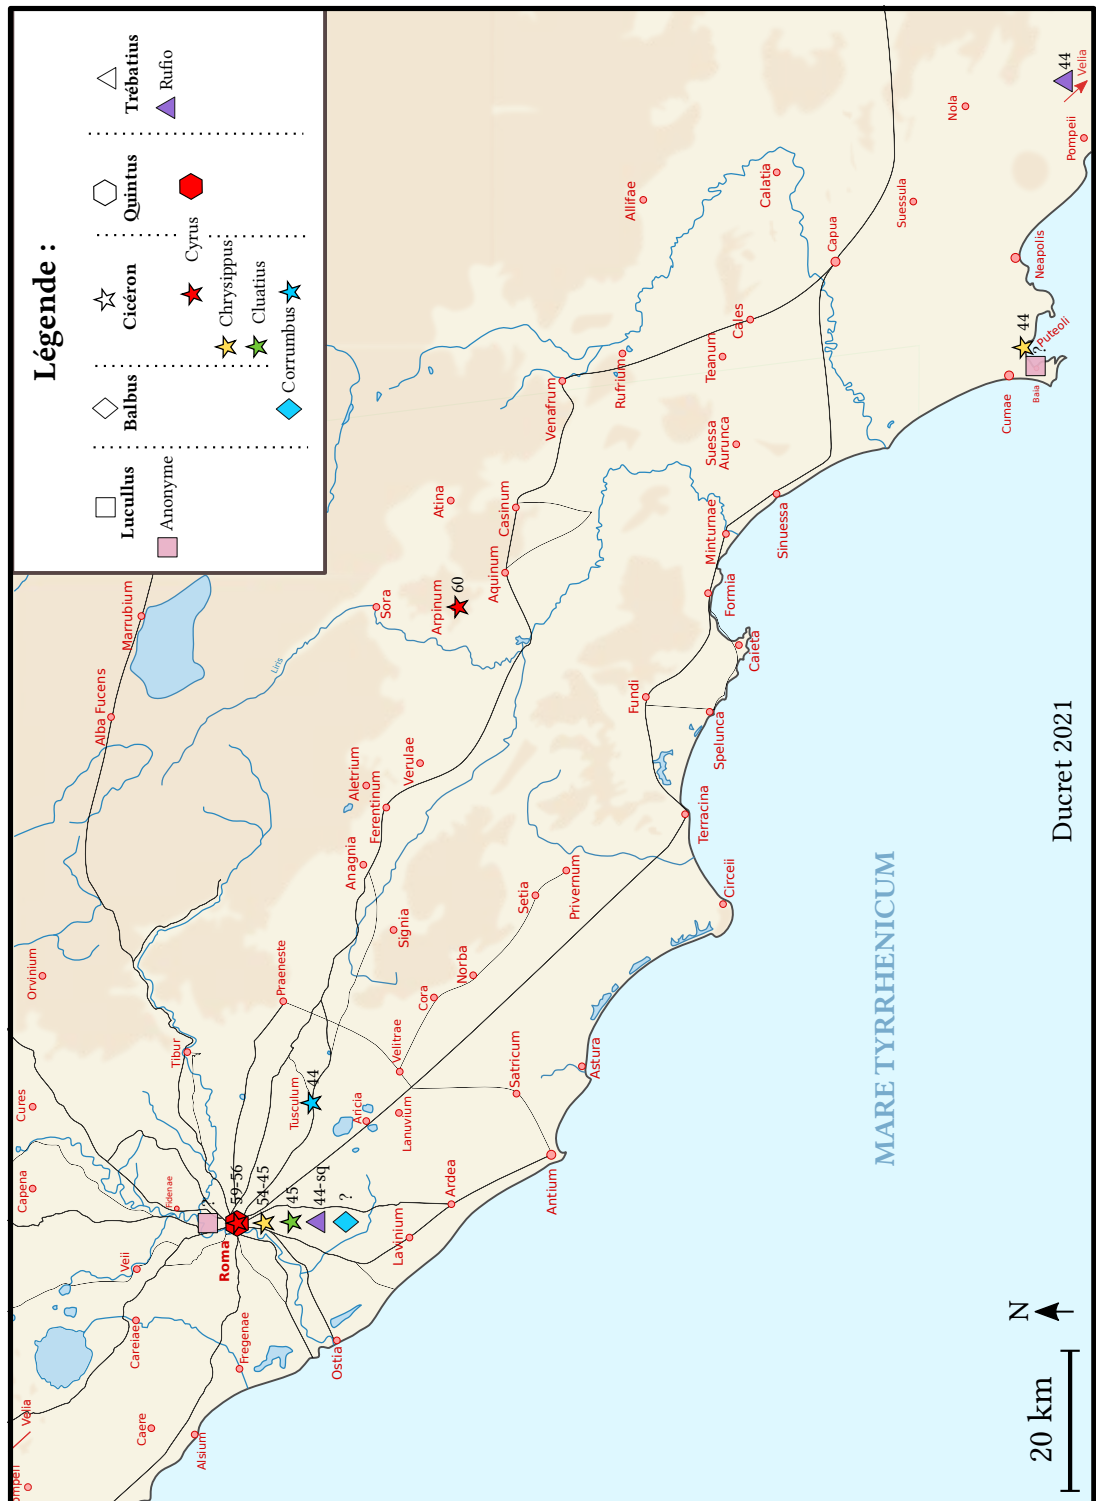 Légende :
Lucullus
Balbus
Cicéron
Quintus
Trébatius
Anonyme
Cyrus
Rufio
Chrysippus
Cluatius
Corrumbus
Velia
Caere
Alsium
Careiae
Fregenae
Veii
Capena
Cures
Orvinium
Fidenae
?
Roma
59-56
54-45
45
44-sq
?
Ostia
Tibur
Praeneste
Tusculum
44
Aricia
Lanuvium
Velitrae
Lavinium
Ardea
Antium
Satricum
Astura
Cora
Norba
Signia
Setia
Privernum
Anagnia
Ferentinum
Aletrium
Verulae
Alba Fucens
Marrubium
Liris
Sora
Arpinum
60
Atina
Aquinum
Casinum
Venafrum
Rufrium
Allifae
Circeii
Terracina
Fundi
Spelunca
Caieta
Formia
Minturnae
Sinuessa
Suessa
Aurunca
Teanum
Cales
Calatia
Capua
Suessula
Nola
Cumae
Baia
?
44
Puteoli
Neapolis
Pompeii
44
Velia
MARE TYRRHENICUM
Ducret 2021
N
20 km